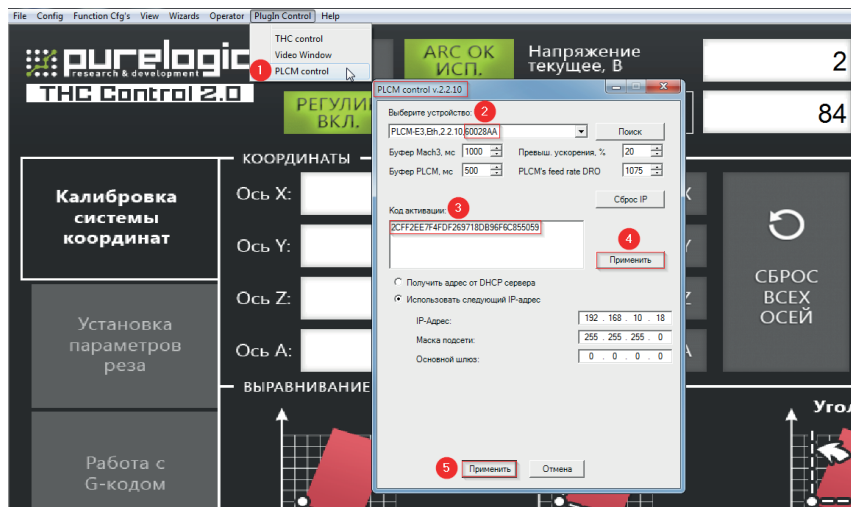 File Config Function Cfg's View Wizards Operator PlugIn Control Help
THC control
Video Window
1 PLCM control
purelogic
research & development
THC Control 2.0
ARC OK
ИСП.
Напряжение
текущее, В
2
84
ВКЛ.
PLCM control v.2.2.10
Выберите устройство: 2
PLCM-E3,Eth,2.2.10,60028AA
Поиск
Буфер Mach3, мс 1000 Превыш. ускорения, % 20
Буфер PLCM, мс 500 PLCM's feed rate DRO 1075
Сброс IP
Код активации: 3
2CFF2EE7F4FDF269718DB96F6C855059
4
Применить
Получить адрес от DHCP сервера
Использовать следующий IP-адрес
IP-Адрес: 192 . 168 . 10 . 18
Маска подсети: 255 . 255 . 255 . 0
Основной шлюз: 0 . 0 . 0 . 0
5 Применить Отмена
КООРДИНАТЫ
Ось X:
Ось Y:
Ось Z:
Ось A:
ВЫРАВНИВАНИЕ
Калибровка
системы
координат
Установка
параметров
реза
Работа с
G-кодом
СБРОС
ВСЕХ
ОСЕЙ